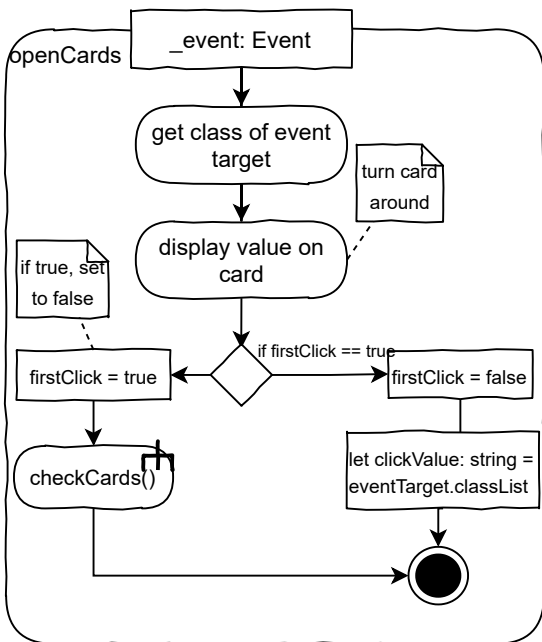 _event: Event
openCards
get class of event
target
turn card
around
display value on
card
if true, set
to false
if firstClick == true
firstClick = true
firstClick = false
let clickValue: string =
eventTarget.classList
checkCards()